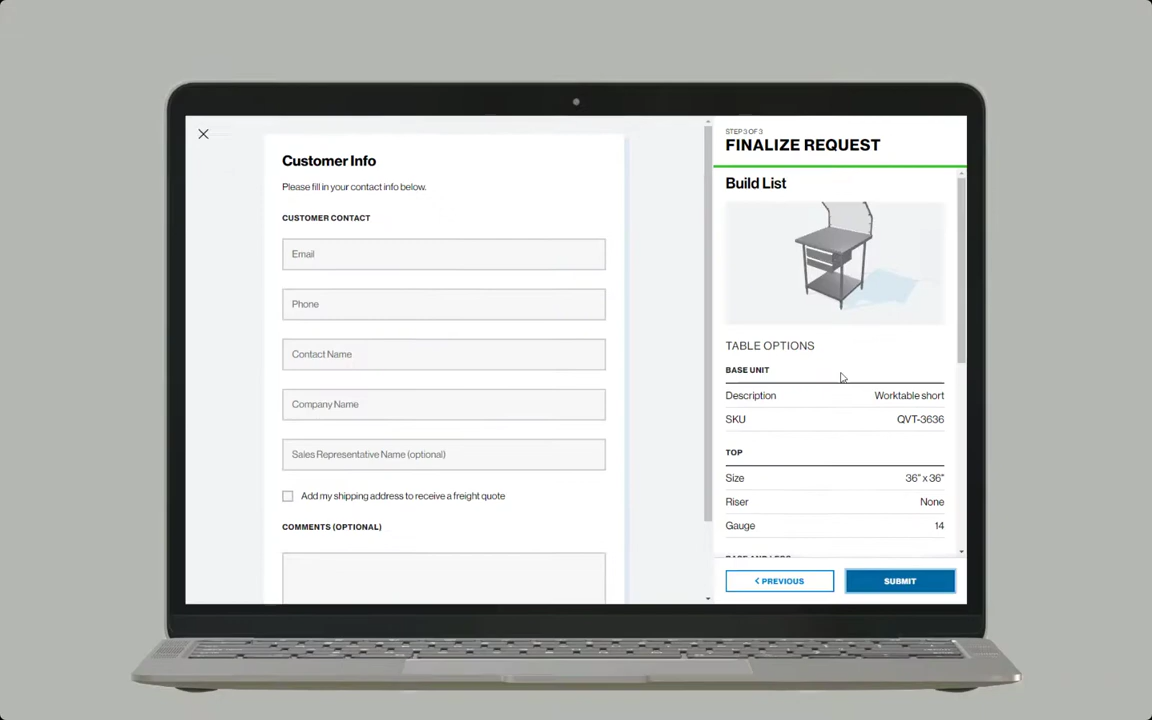 Customer Info
Please fill in your contact info below.
CUSTOMER CONTACT
Email
Phone
Contact Name
Company Name
Sales Representative Name (optional)
Add my shipping address to receive a freight quote
COMMENTS (OPTIONAL)
STEP 3 OF 3
FINALIZE REQUEST
Build List
TABLE OPTIONS
BASE UNIT
Description Worktable short
SKU QVT-3636
TOP
Size 36" x 36"
Riser None
Gauge 14
BASE AND LEGS
< PREVIOUS
SUBMIT